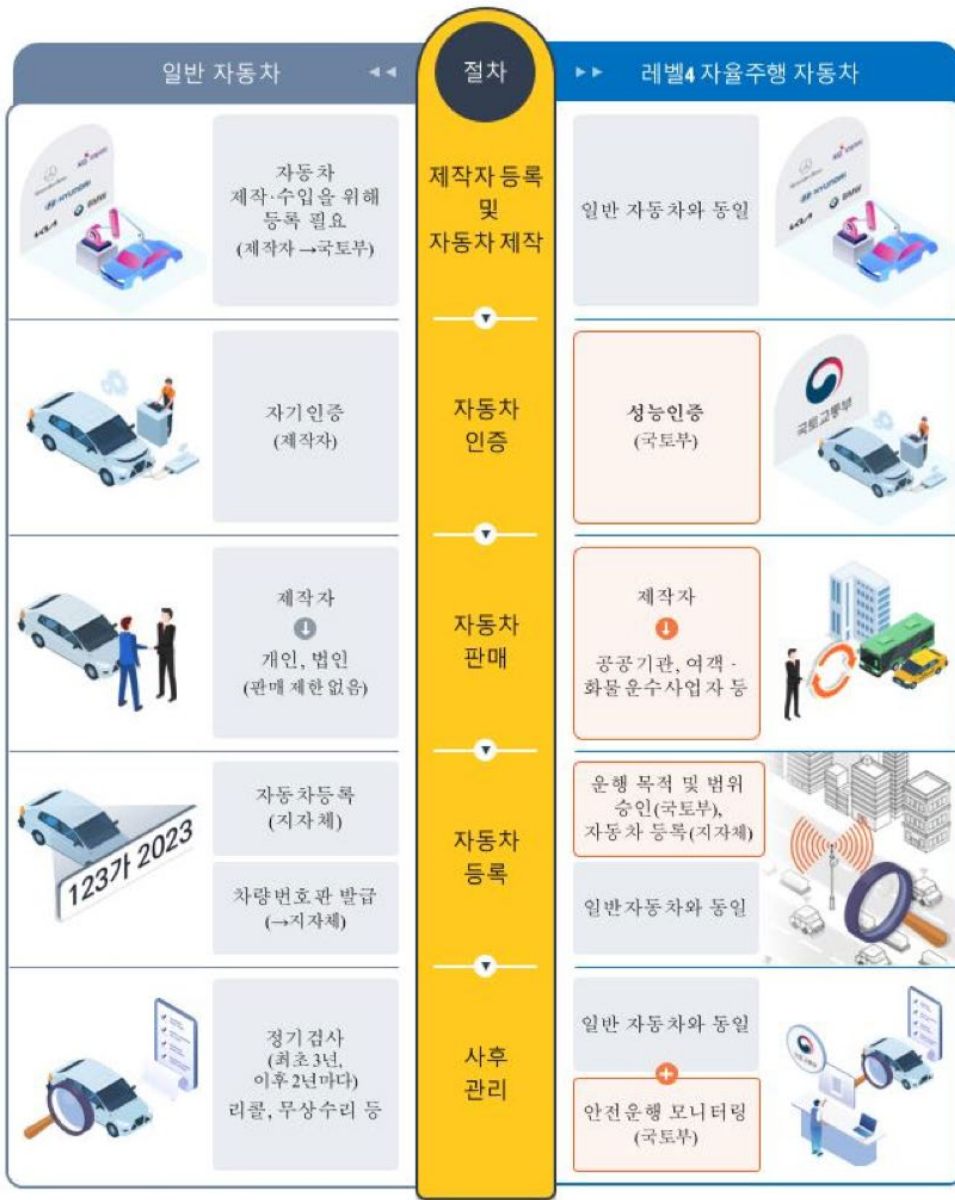 일반 자동차
절차
레벨4 자율주행 자동차
Mercedes-Benz
HYUNDAI
KIA
BMW
자동차
제작·수입을 위해
등록 필요
(제작자→국토부)
제작자 등록
및
자동차 제작
일반 자동차와 동일
Mercedes-Benz
HYUNDAI
KIA
BMW
자기인증
(제작자)
자동차
인증
성능인증
(국토부)
국토교통부
제작자
개인, 법인
(판매 제한없음)
자동차
판매
제작자
공공기관, 여객·
화물운수사업자 등
123가 2023
자동차등록
(지자체)
차량번호판 발급
(→지자체)
자동차
등록
운행 목적 및 범위
승인(국토부),
자동차 등록(지자체)
일반자동차와 동일
정기검사
(최초3년,
이후2년마다)
리콜, 무상수리 등
사후
관리
일반 자동차와 동일
안전운행 모니터링
(국토부)